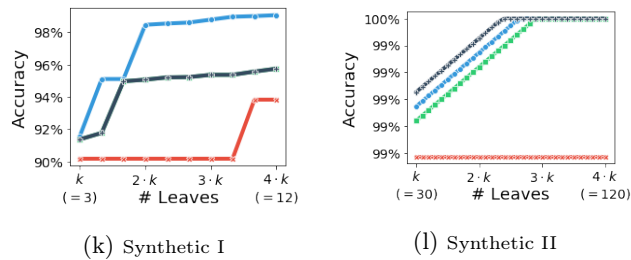 Accuracy
98%
96%
94%
92%
90%
k
2 · k
3 · k
4 · k
(= 3)
# Leaves
(= 12)
(k) Synthetic I
Accuracy
100%
99%
99%
99%
99%
99%
k
2 · k
3 · k
4 · k
(= 30)
# Leaves
(= 120)
(l) Synthetic II